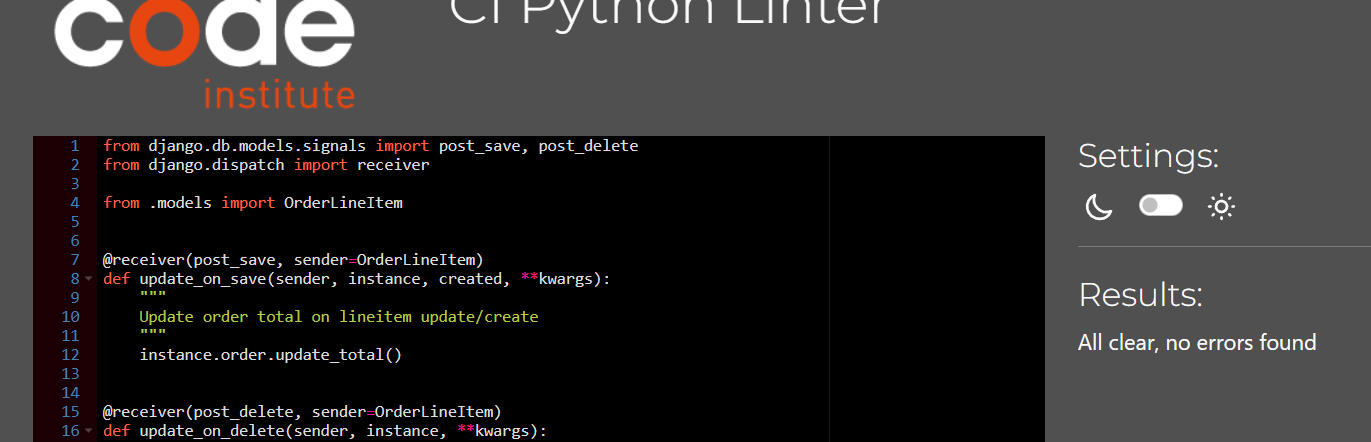 code
institute
CI Python Linter
1 from django.db.models.signals import post_save, post_delete
2 from django.dispatch import receiver
3
4 from .models import OrderLineItem
5
6
7 @receiver(post_save, sender=OrderLineItem)
8 def update_on_save(sender, instance, created, **kwargs):
9     """
10     Update order total on lineitem update/create
11     """
12     instance.order.update_total()
13
14
15 @receiver(post_delete, sender=OrderLineItem)
16 def update_on_delete(sender, instance, **kwargs):
Settings:
Results:
All clear, no errors found